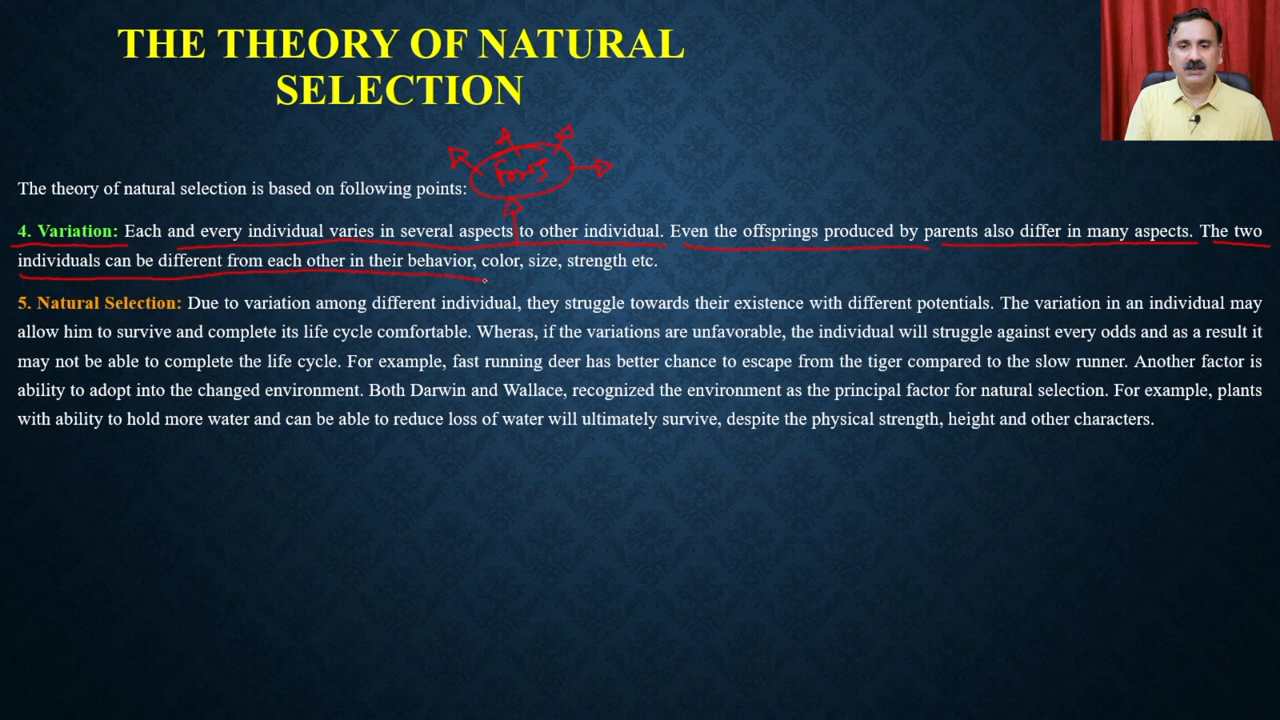 THE THEORY OF NATURAL
SELECTION
The theory of natural selection is based on following points:
4. Variation: Each and every individual varies in several aspects to other individual. Even the offsprings produced by parents also differ in many aspects. The two
individuals can be different from each other in their behavior, color, size, strength etc.
5. Natural Selection: Due to variation among different individual, they struggle towards their existence with different potentials. The variation in an individual may
allow him to survive and complete its life cycle comfortable. Wheras, if the variations are unfavorable, the individual will struggle against every odds and as a result it
may not be able to complete the life cycle. For example, fast running deer has better chance to escape from the tiger compared to the slow runner. Another factor is
ability to adopt into the changed environment. Both Darwin and Wallace, recognized the environment as the principal factor for natural selection. For example, plants
with ability to hold more water and can be able to reduce loss of water will ultimately survive, despite the physical strength, height and other characters.